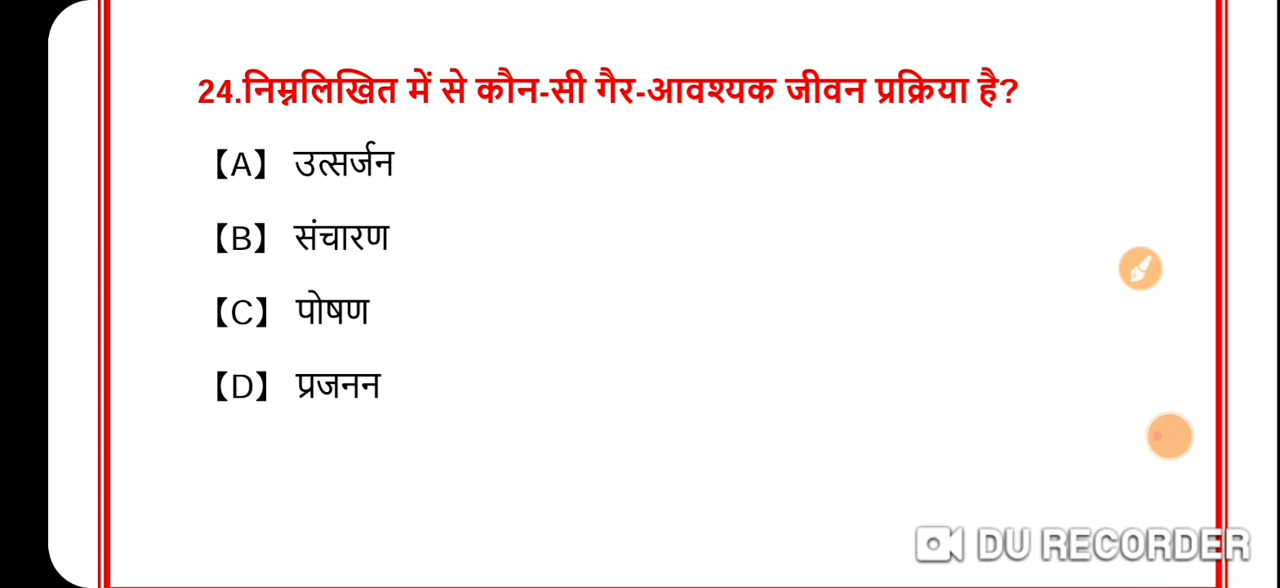 24.निम्नलिखित में से कौन-सी गैर-आवश्यक जीवन प्रक्रिया है?
【A】 उत्सर्जन
【B】 संचारण
【C】 पोषण
【D】 प्रजनन
DU RECORDER